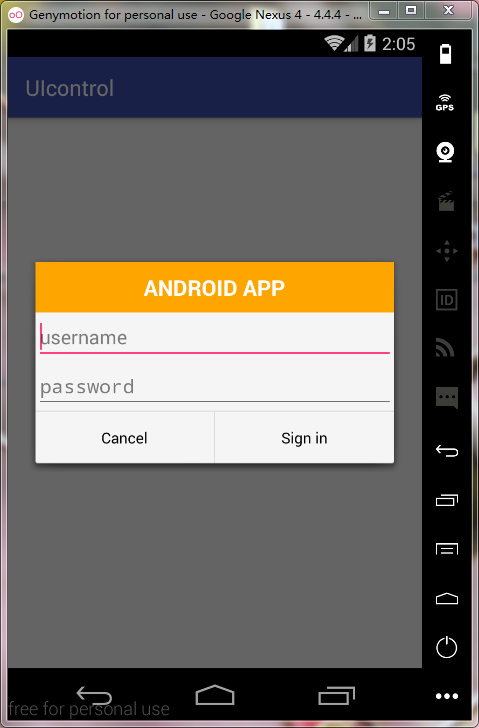 Genymotion for personal use - Google Nexus 4 - 4.4.4 - ...
2:05
UIcontrol
GPS
ANDROID APP
username
ID
password
Cancel
Sign in
free for personal use